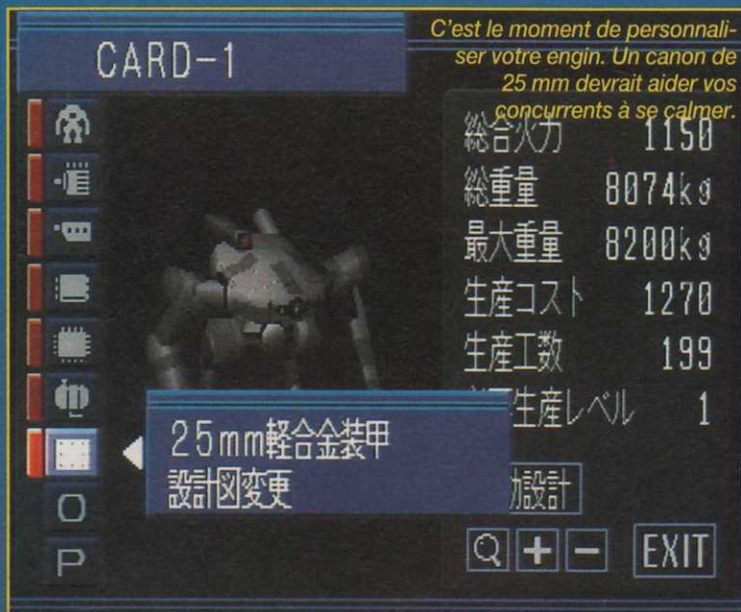 CARD-1
C'est le moment de personnali-
ser votre engin. Un canon de
25 mm devrait aider vos
concurrents à se calmer.
総合火力 1150
総重量 8074kg
最大重量 8200kg
生産コスト 1270
生産工数 199
生産レベル 1
25mm軽合金装甲
設計図変更
設計
O
P
EXIT